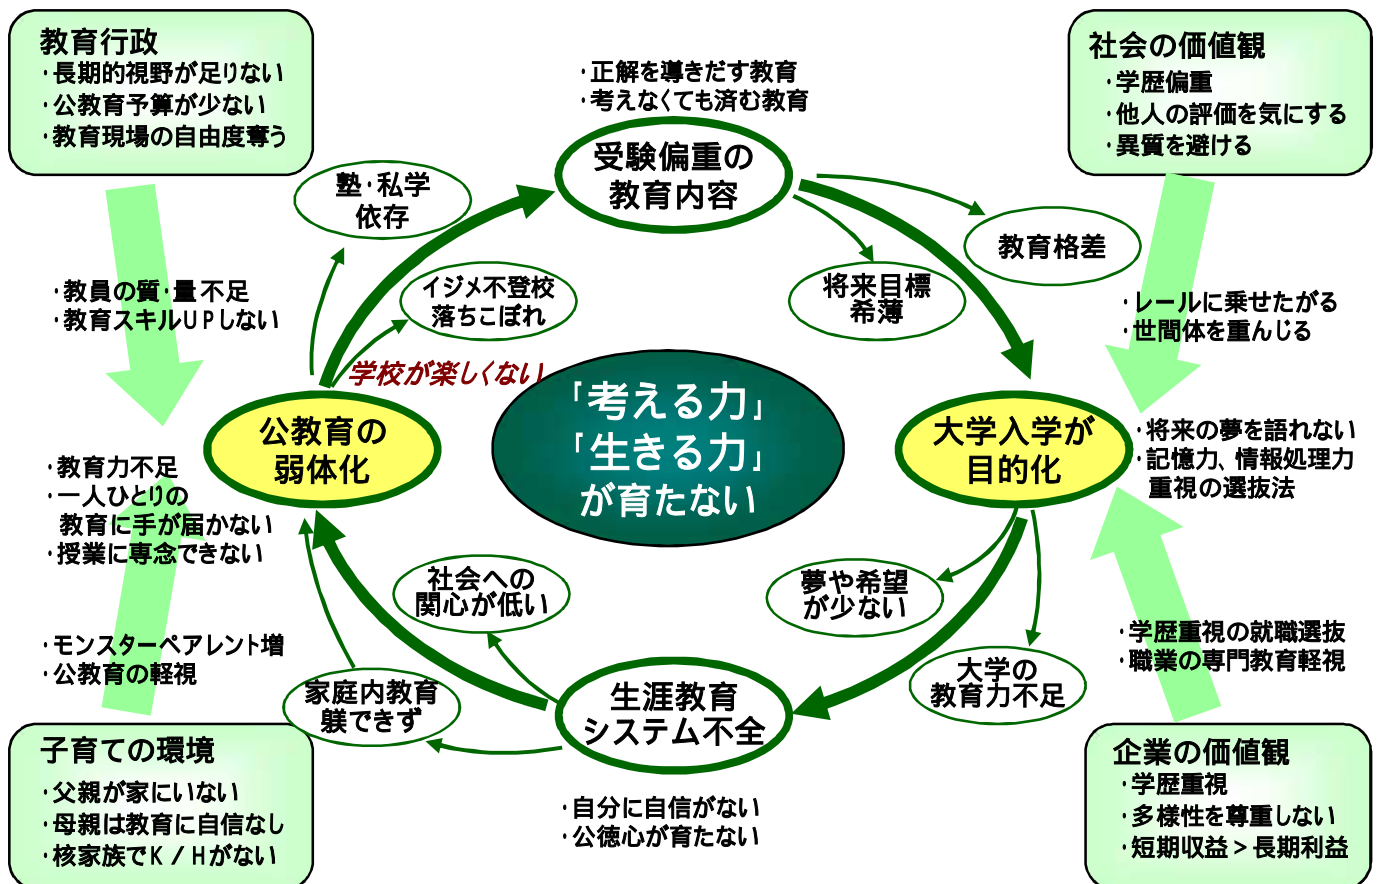 教育行政
・長期的視野が足りない
・公教育予算が少ない
・教育現場の自由度奪う
・正解を導きだす教育
・考えなくても済む教育
社会の価値観
・学歴偏重
・他人の評価を気にする
・異質を避ける
受験偏重の
教育内容
塾・私学
依存
教育格差
イジメ不登校
落ちこぼれ
将来目標
希薄
・教員の質・量不足
・教育スキルUPしない
・レールに乗せたがる
・世間体を重んじる
学校が楽しくない
「考える力」
「生きる力」
が育たない
公教育の
弱体化
大学入学が
目的化
・将来の夢を語れない
・記憶力、情報処理力
重視の選抜法
・教育力不足
・一人ひとりの
教育に手が届かない
・授業に専念できない
社会への
関心が低い
夢や希望
が少ない
・モンスターペアレント増
・公教育の軽視
・学歴重視の就職選抜
・職業の専門教育軽視
家庭内教育
躾できず
生涯教育
システム不全
大学の
教育力不足
子育ての環境
・父親が家にいない
・母親は教育に自信なし
・核家族でK/Hがない
・自分に自信がない
・公徳心が育たない
企業の価値観
・学歴重視
・多様性を尊重しない
・短期収益>長期利益